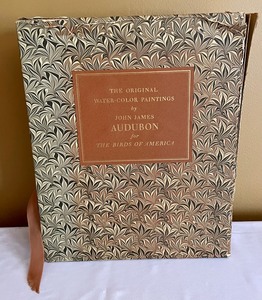 THE ORIGINAL
WATER-COLOR PAINTINGS
by
JOHN JAMES
AUDUBON
for
THE BIRDS OF AMERICA